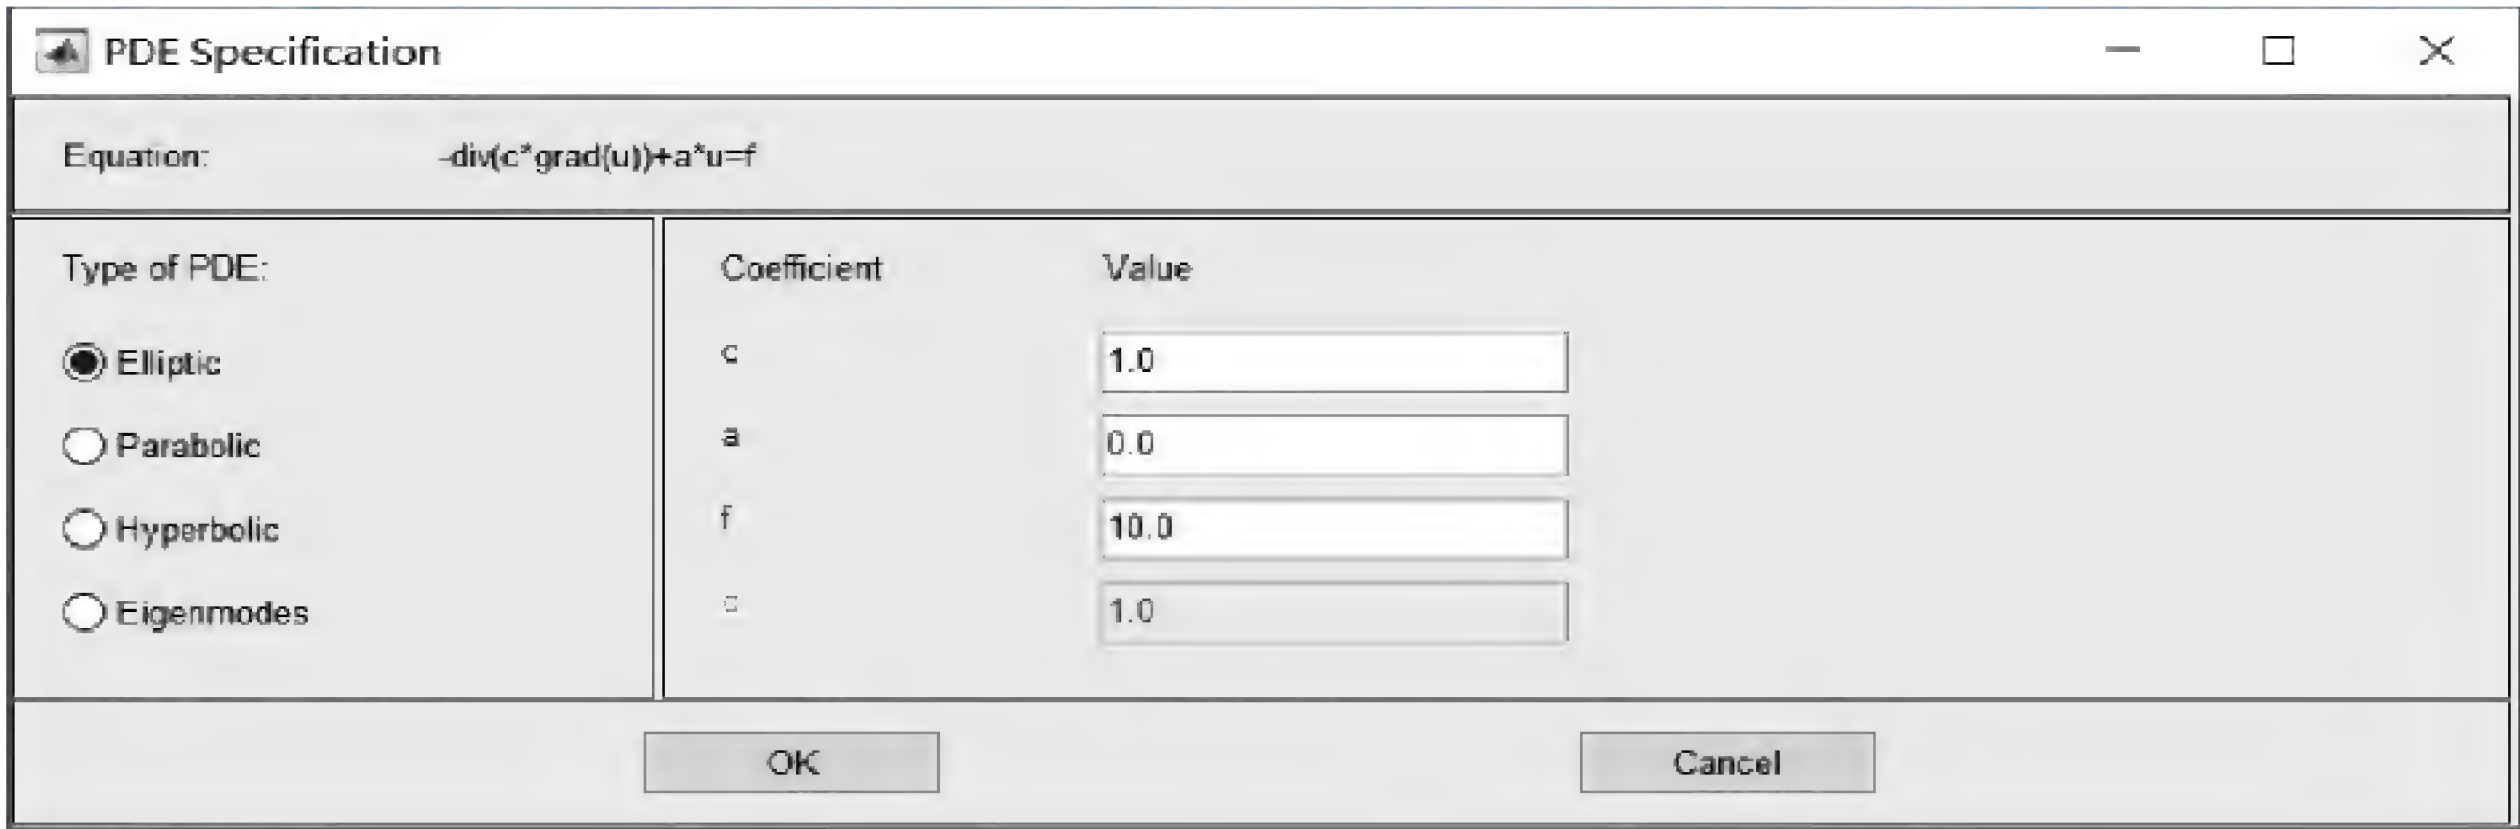 PDE Specification
Equation: -div(c*grad(u))+a*u=f
Type of PDE:
Elliptic
Parabolic
Hyperbolic
Eigenmodes
Coefficient Value
c 1.0
a 0.0
f 10.0
1.0
OK Cancel